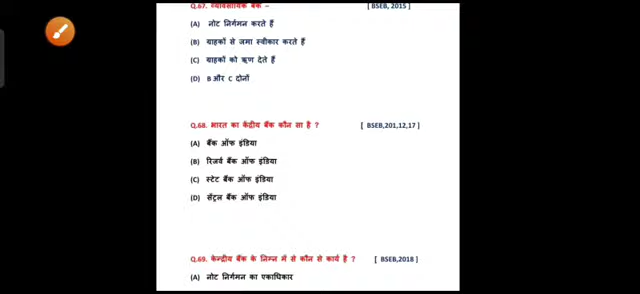 Q.67. व्यावसायिक बैंक – [ BSEB, 2015 ]
(A) नोट निर्गमन करते हैं
(B) ग्राहकों से जमा स्वीकार करते हैं
(C) ग्राहकों को ऋण देते हैं
(D) B और C दोनों
Q.68. भारत का केंद्रीय बैंक कौन सा है ? [ BSEB,201,12,17 ]
(A) बैंक ऑफ इंडिया
(B) रिजर्व बैंक ऑफ इंडिया
(C) स्टेट बैंक ऑफ इंडिया
(D) सेंट्रल बैंक ऑफ इंडिया
Q.69. केन्द्रीय बैंक के निम्न में से कौन से कार्य है ? [ BSEB,2018 ]
(A) नोट निर्गमन का एकाधिकार